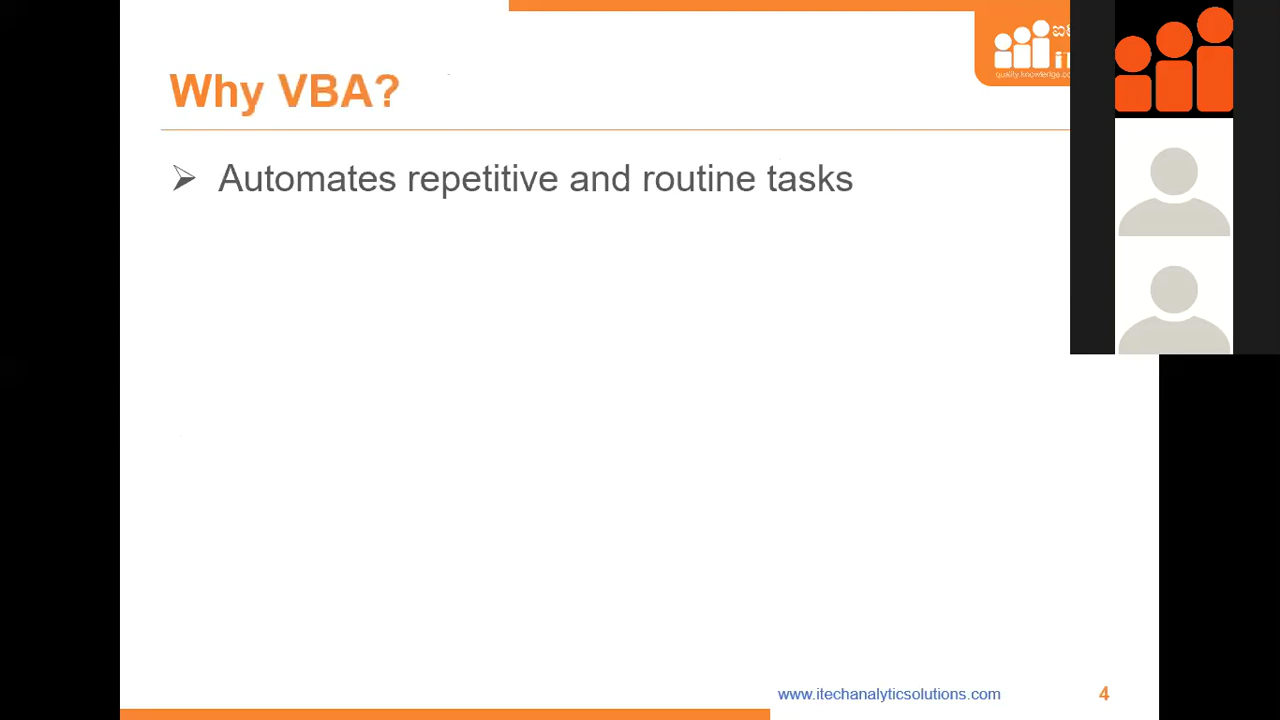 Why VBA?
➢ Automates repetitive and routine tasks
www.itechanalyticsolutions.com
4